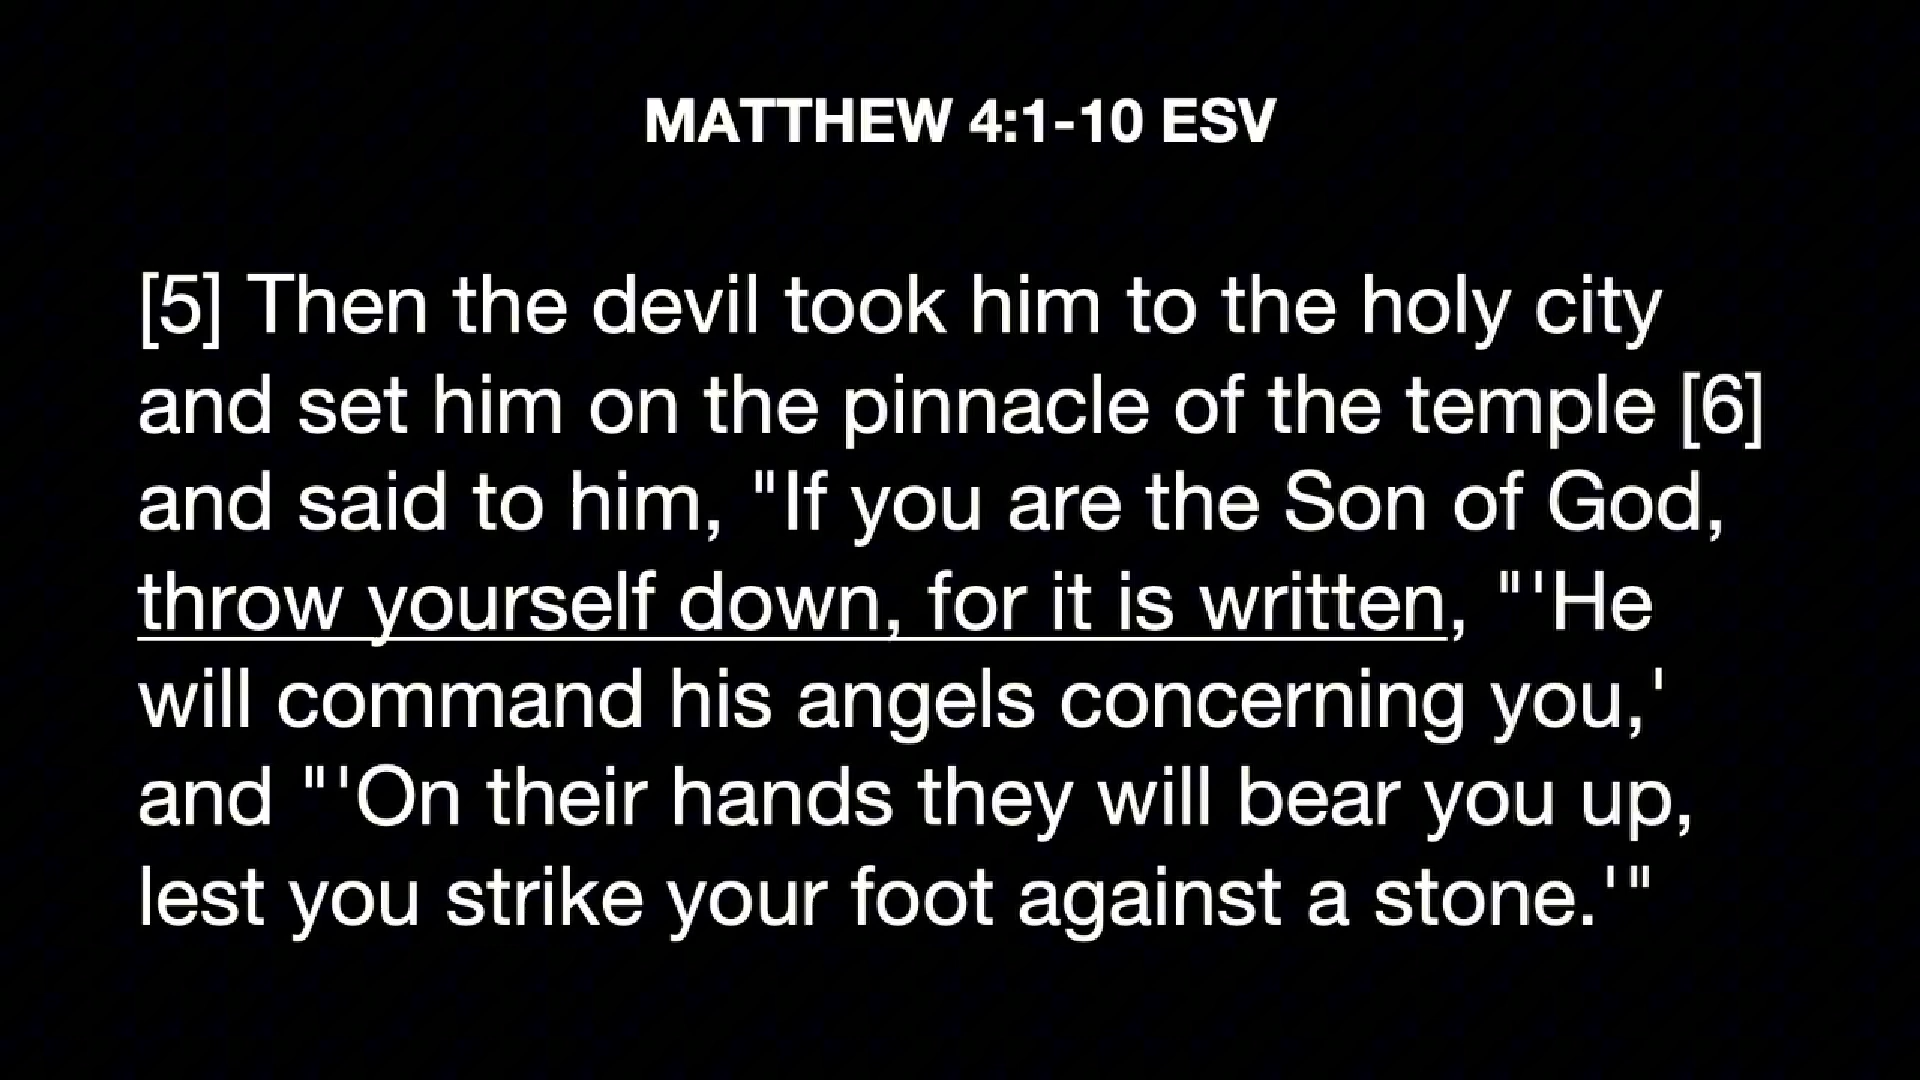 MATTHEW 4:1-10 ESV
[5] Then the devil took him to the holy city
and set him on the pinnacle of the temple [6]
and said to him, "If you are the Son of God,
throw yourself down, for it is written, "'He
will command his angels concerning you,'
and "'On their hands they will bear you up,
lest you strike your foot against a stone.'"